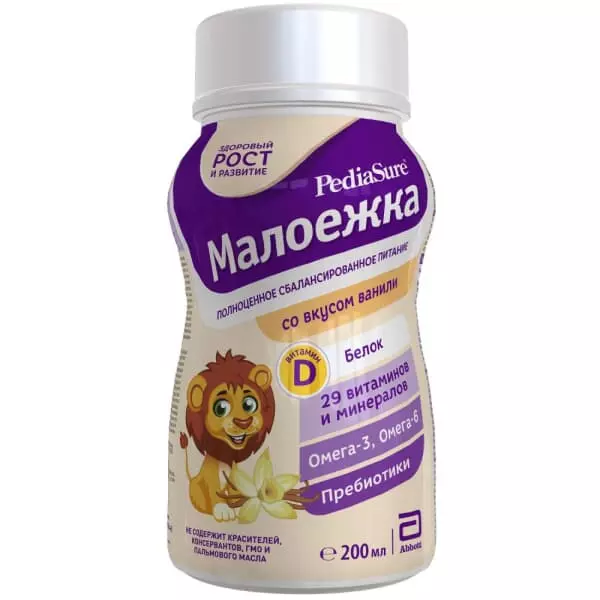 ЗДОРОВЫЙ
РОСТ
И РАЗВИТИЕ
PediaSure®
Малоежка
ПОЛНОЦЕННОЕ СБАЛАНСИРОВАННОЕ ПИТАНИЕ
со вкусом ванили
витамин
D
Белок
29 витаминов
и минералов
Омега-3, Омега-6
Пребиотики
НЕ СОДЕРЖИТ КРАСИТЕЛЕЙ,
КОНСЕРВАНТОВ, ГМО И
ПАЛЬМОВОГО МАСЛА
℮ 200 мл
Abbott